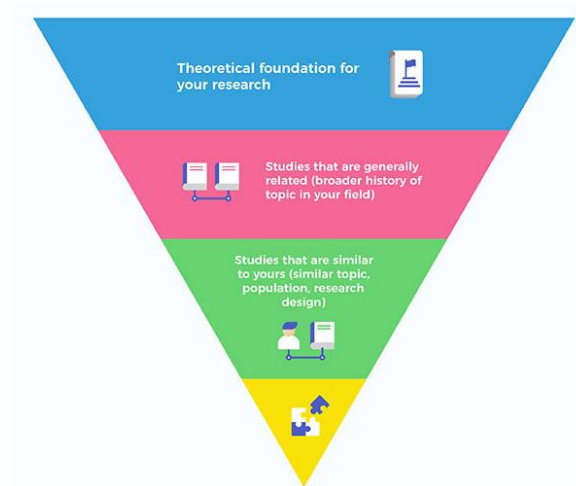 Theoretical foundation for
your research
Studies that are generally
related (broader history of
topic in your field)
Studies that are similar
to yours (similar topic,
population, research
design)